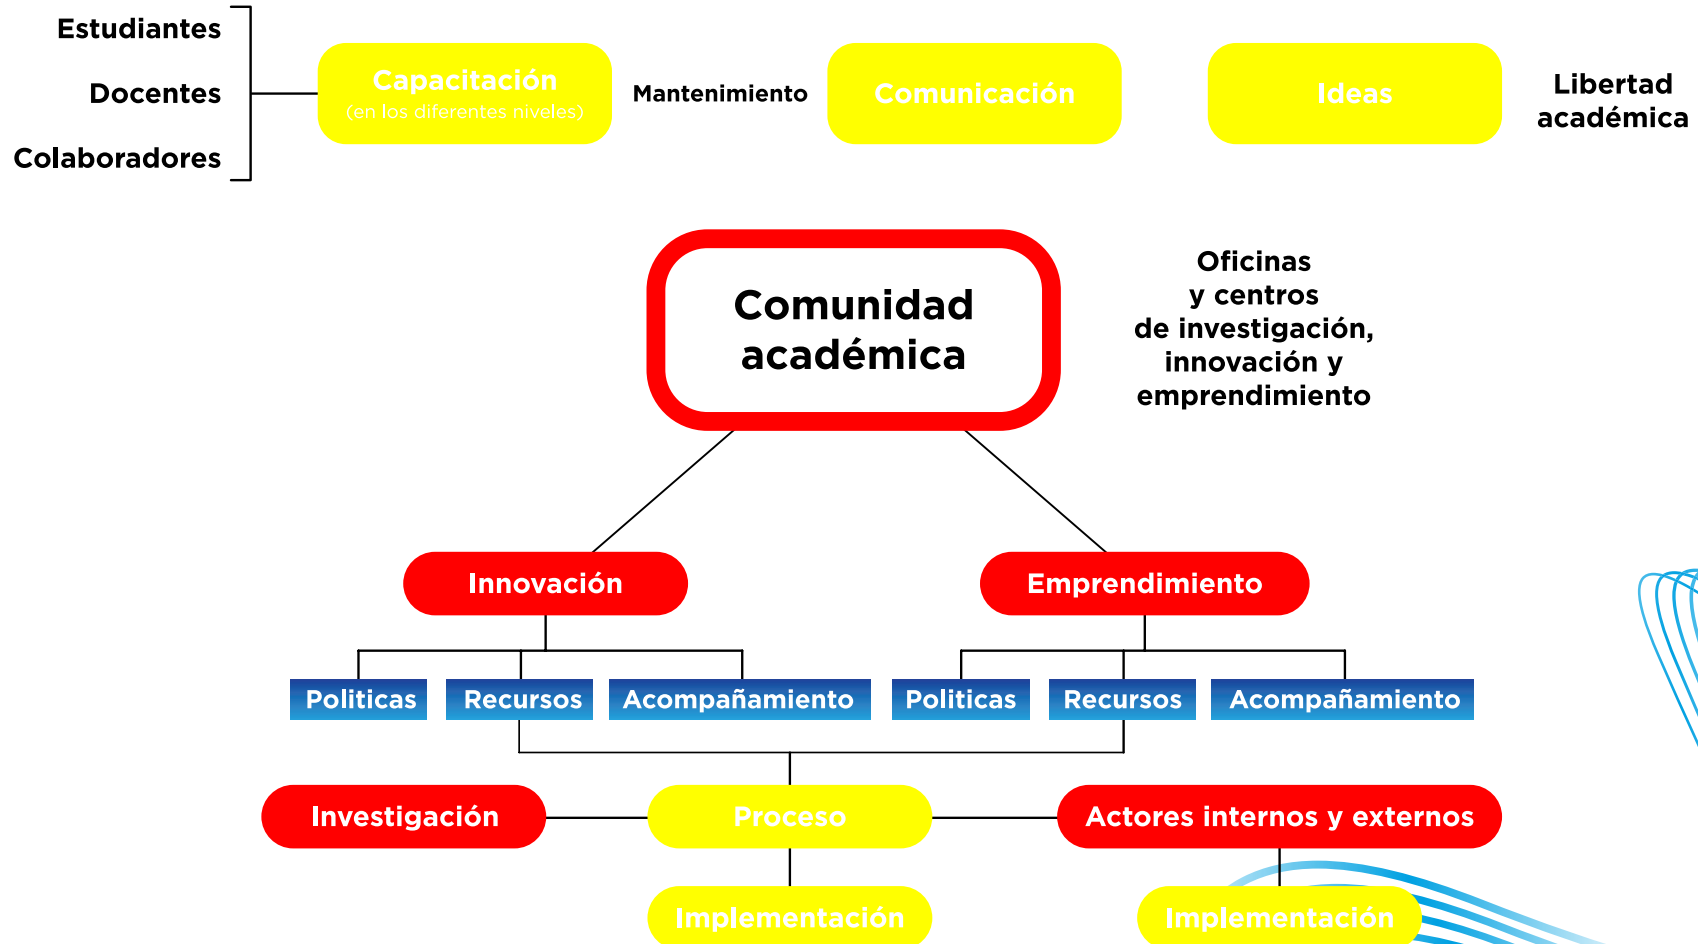 Estudiantes
Docentes
Colaboradores
Capacitación
(en los diferentes niveles)
Mantenimiento
Comunicación
Ideas
Libertad
académica
Comunidad
académica
Oficinas
y centros
de investigación,
innovación y
emprendimiento
Innovación
Emprendimiento
Politicas
Recursos
Acompañamiento
Politicas
Recursos
Acompañamiento
Investigación
Proceso
Actores internos y externos
Implementación
Implementación